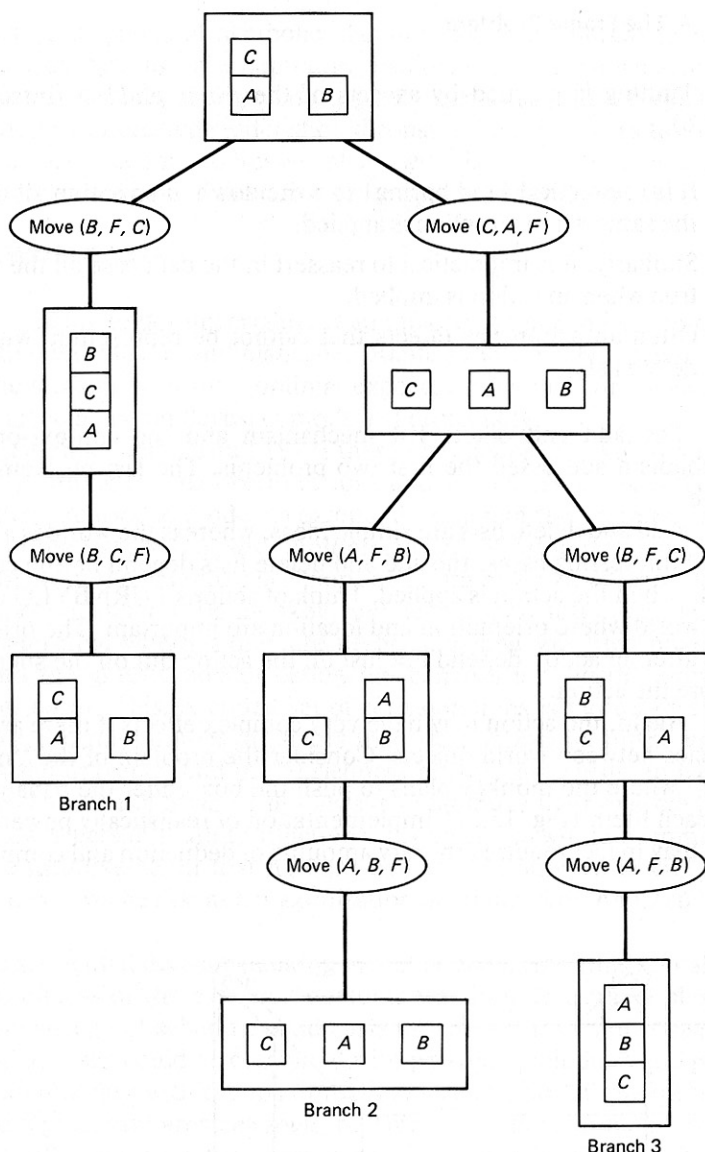 C
A B
Move (B, F, C) Move (C, A, F)
B
C
A
C A B
Move (B, C, F) Move (A, F, B) Move (B, F, C)
C A B
A B C B C A
Branch 1
Move (A, B, F) Move (A, F, B)
A
C A B B
C
Branch 2
Branch 3